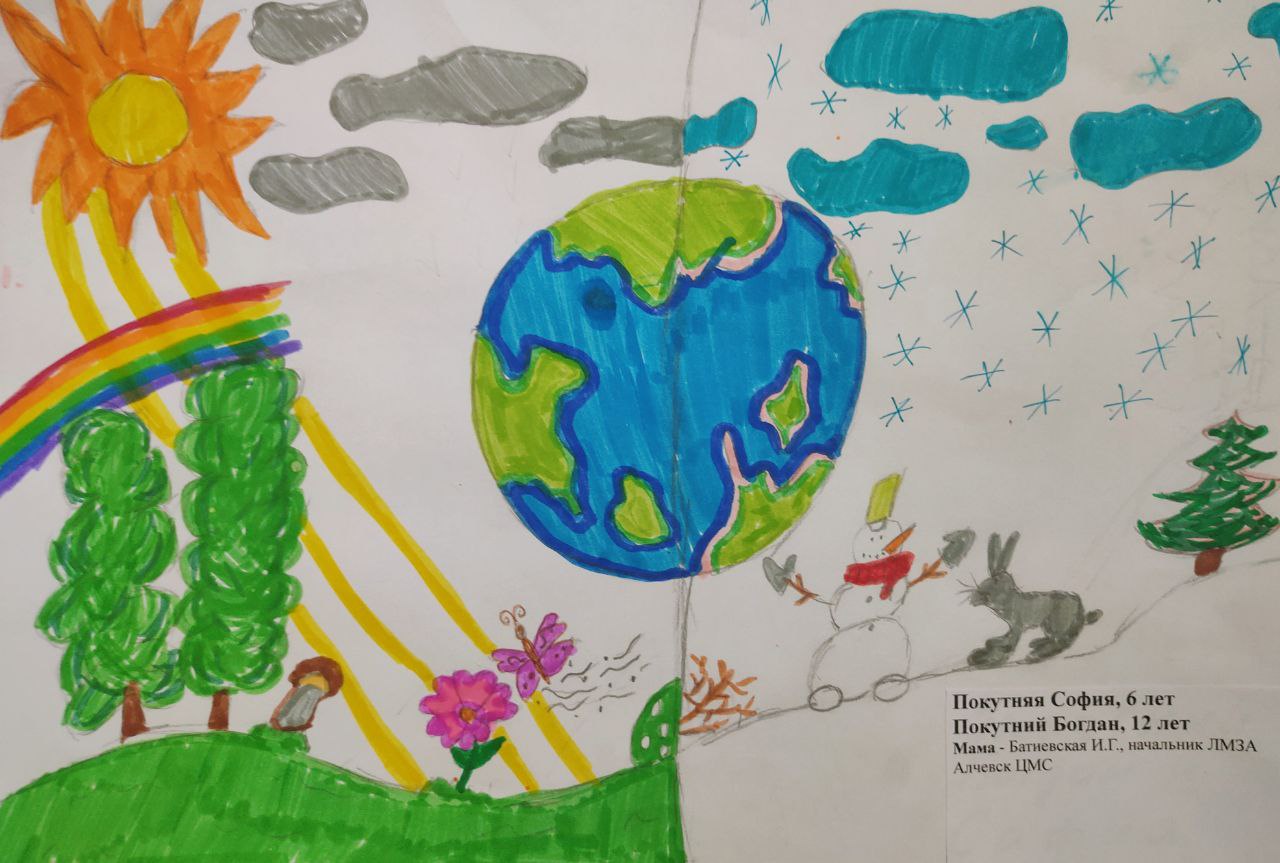 Покутняя София, 6 лет
Покутний Богдан, 12 лет
Мама - Батиевская И.Г., начальник ЛМЗА
Алчевск ЦМС